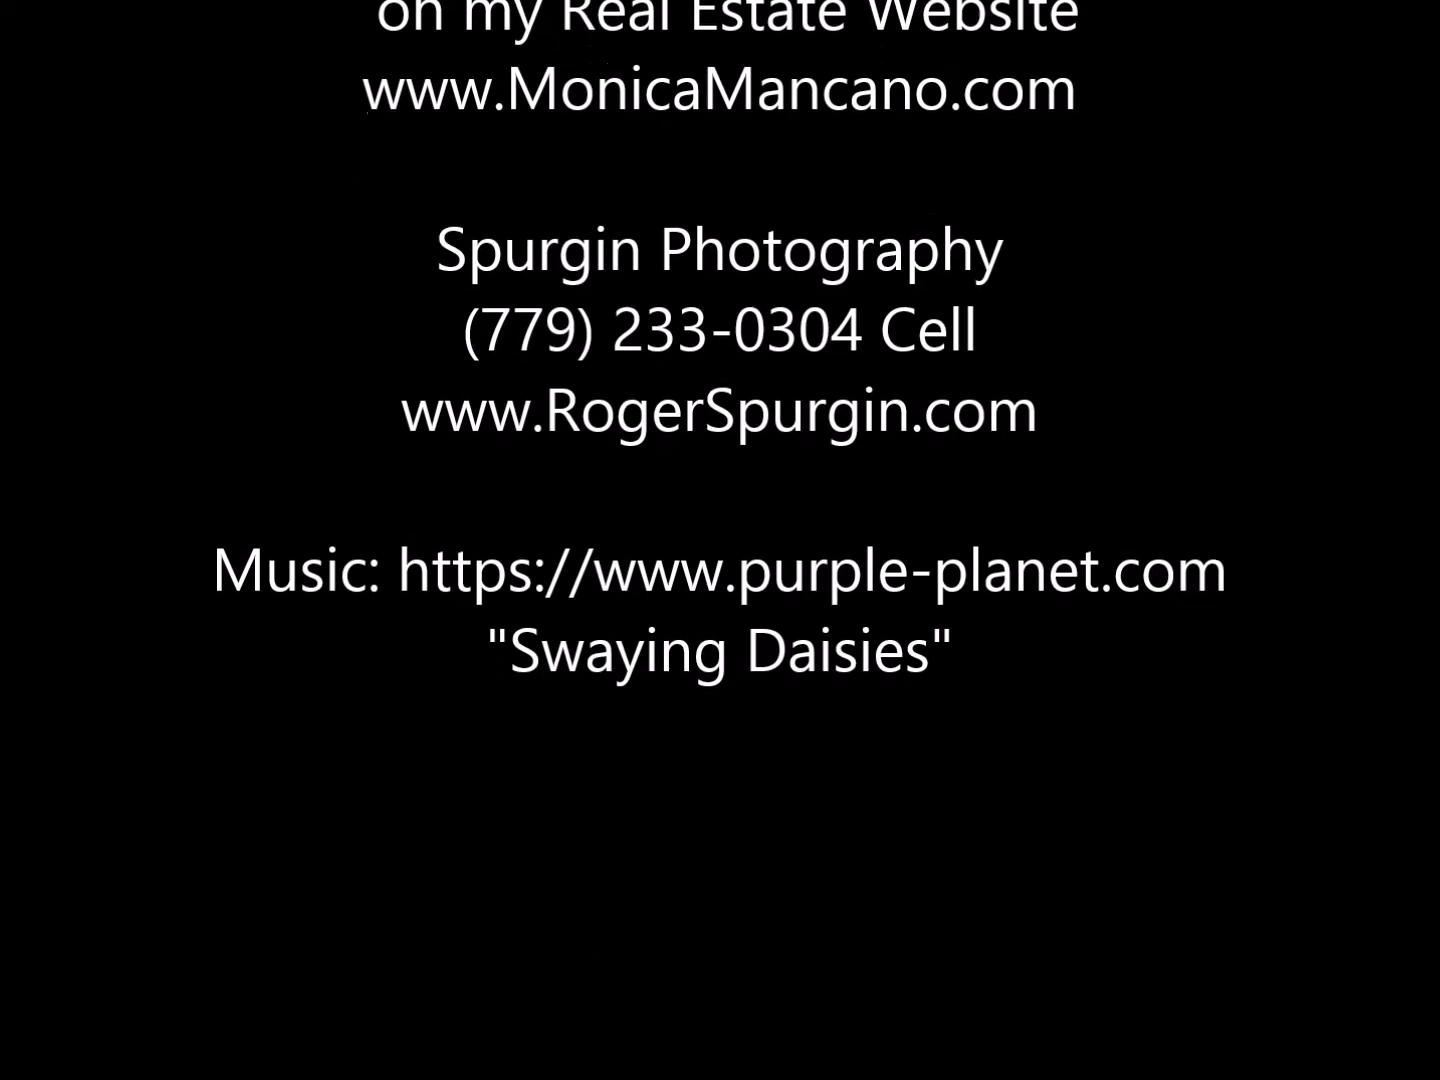 on my Real Estate Website
www.MonicaMancano.com
Spurgin Photography
(779) 233-0304 Cell
www.RogerSpurgin.com
Music: https://www.purple-planet.com
"Swaying Daisies"